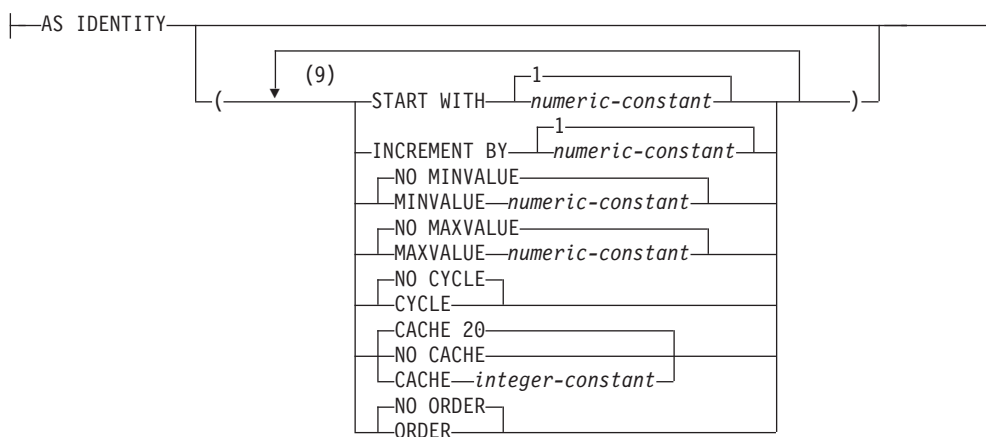 AS IDENTITY
(9)
1
( START WITH numeric-constant )
1
INCREMENT BY numeric-constant
NO MINVALUE
MINVALUE numeric-constant
NO MAXVALUE
MAXVALUE numeric-constant
NO CYCLE
CYCLE
CACHE 20
NO CACHE
CACHE integer-constant
NO ORDER
ORDER